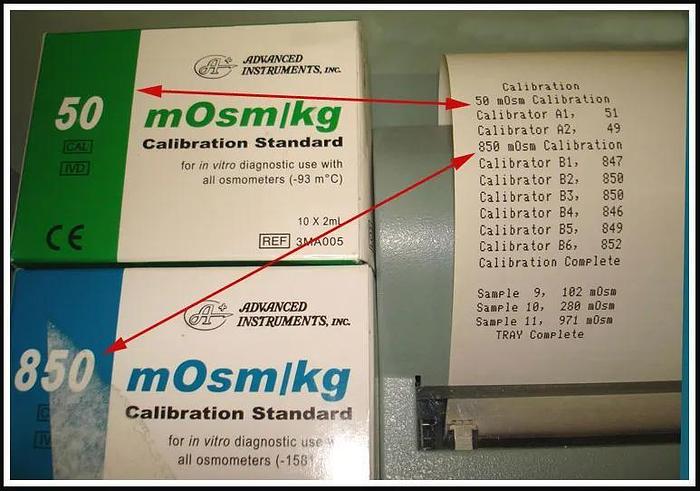 ADVANCED
INSTRUMENTS, INC.
50
mOsm/kg
Calibration Standard
CAL
IVD
for in vitro diagnostic use with
all osmometers (-93 m°C)
10 X 2mL
CE
REF 3MA005
ADVANCED
INSTRUMENTS, INC.
850
mOsm/kg
Calibration Standard
for in vitro diagnostic use
all osmometers (-1581
Calibration
50 mOsm Calibration
Calibrator A1, 51
Calibrator A2, 49
850 mOsm Calibration
Calibrator B1, 847
Calibrator B2, 850
Calibrator B3, 850
Calibrator B4, 846
Calibrator B5, 849
Calibrator B6, 852
Calibration Complete
Sample 9, 102 mOsm
Sample 10, 280 mOsm
Sample 11, 971 mOsm
TRAY Complete